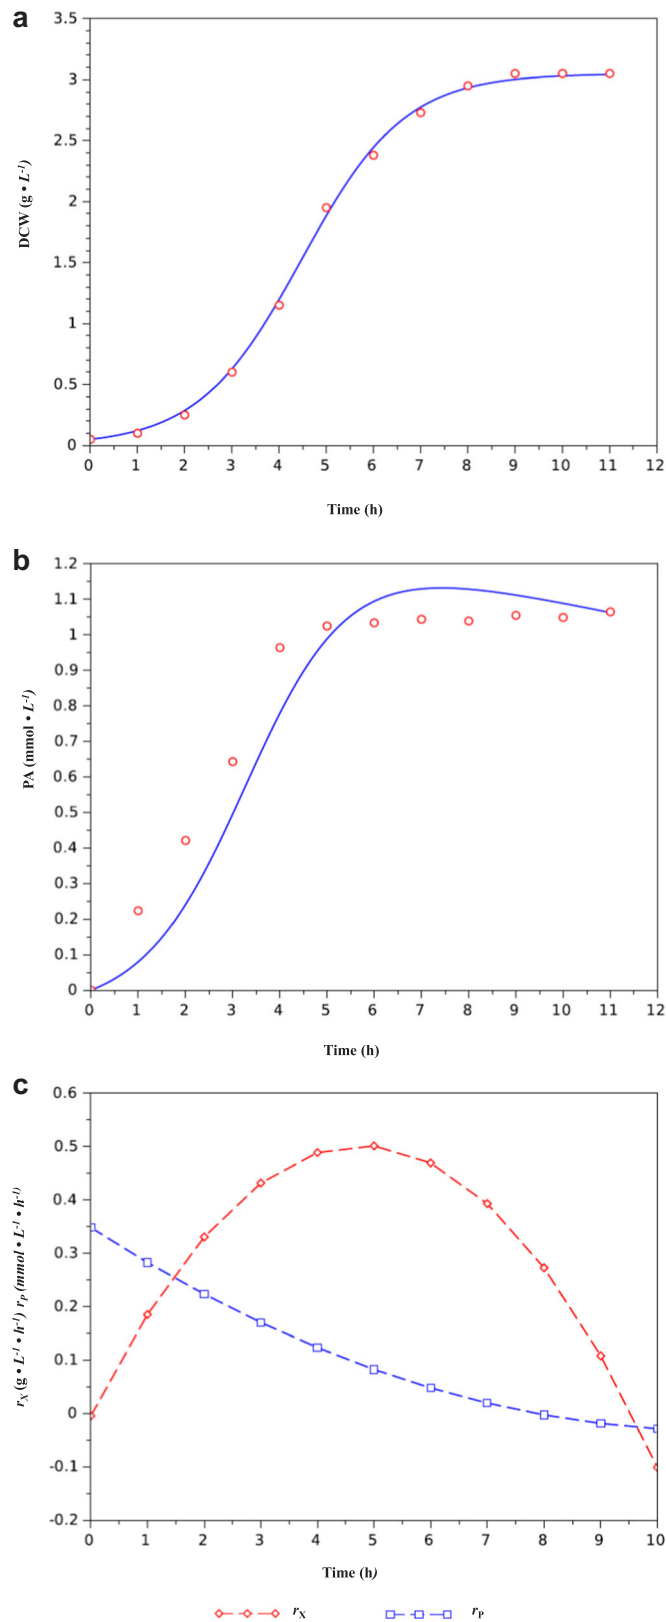 a
3.5
3
2.5
2
1.5
1
0.5
0
DCW (g • L⁻¹)
0 1 2 3 4 5 6 7 8 9 10 11 12
Time (h)
b
1.2
1.1
1
0.9
0.8
0.7
0.6
0.5
0.4
0.3
0.2
0.1
0
PA (mmol • L⁻¹)
0 1 2 3 4 5 6 7 8 9 10 11 12
Time (h)
c
0.6
0.5
0.4
0.3
0.2
0.1
0
-0.1
-0.2
r_X (g • L⁻¹ • h⁻¹) r_P (mmol • L⁻¹ • h⁻¹)
0 1 2 3 4 5 6 7 8 9 10
Time (h)
r_X r_P